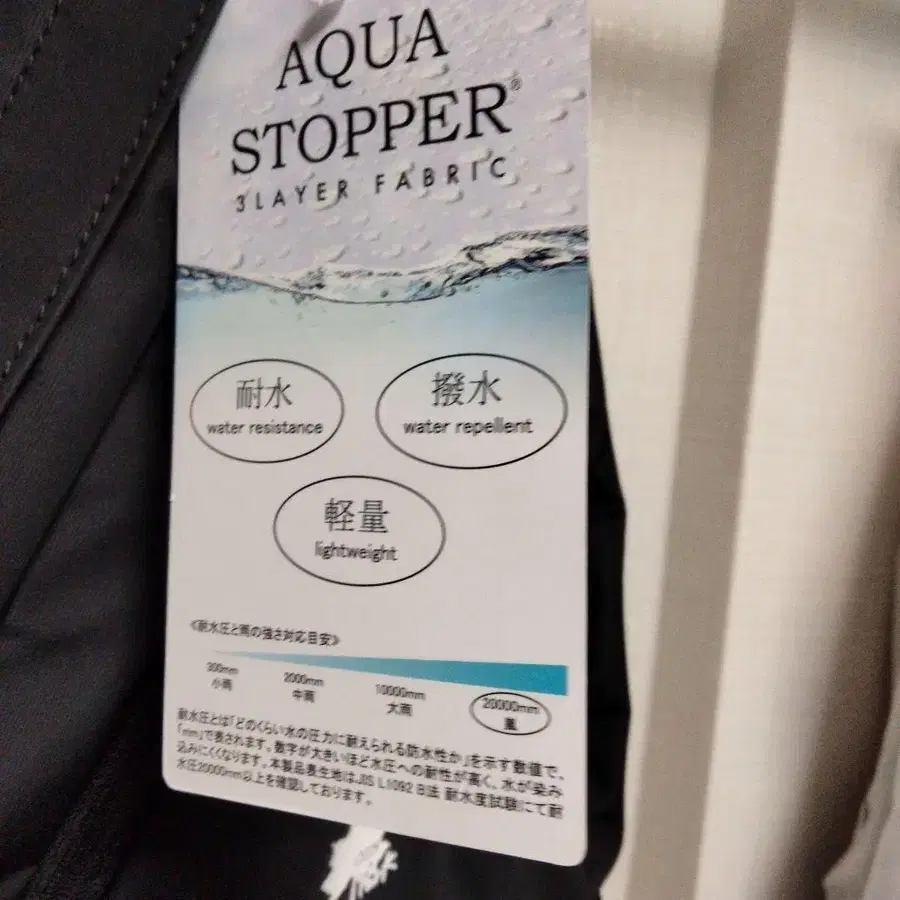 AQUA
STOPPER®
3LAYER FABRIC
耐水
water resistance
撥水
water repellent
軽量
lightweight
《耐水圧と雨の強さ対応目安》
300mm
小雨
2000mm
中雨
10000mm
大雨
20000mm
嵐
耐水圧とは「どのくらい水の圧力に耐えられる防水性か」を示す数値で、
「mm」で表されます。数字が大きいほど水圧への耐性が高く、水が染み
込みにくくなります。本製品表生地はJIS L1092 B法 耐水度試験にて耐
水圧20000mm以上を確認しております。